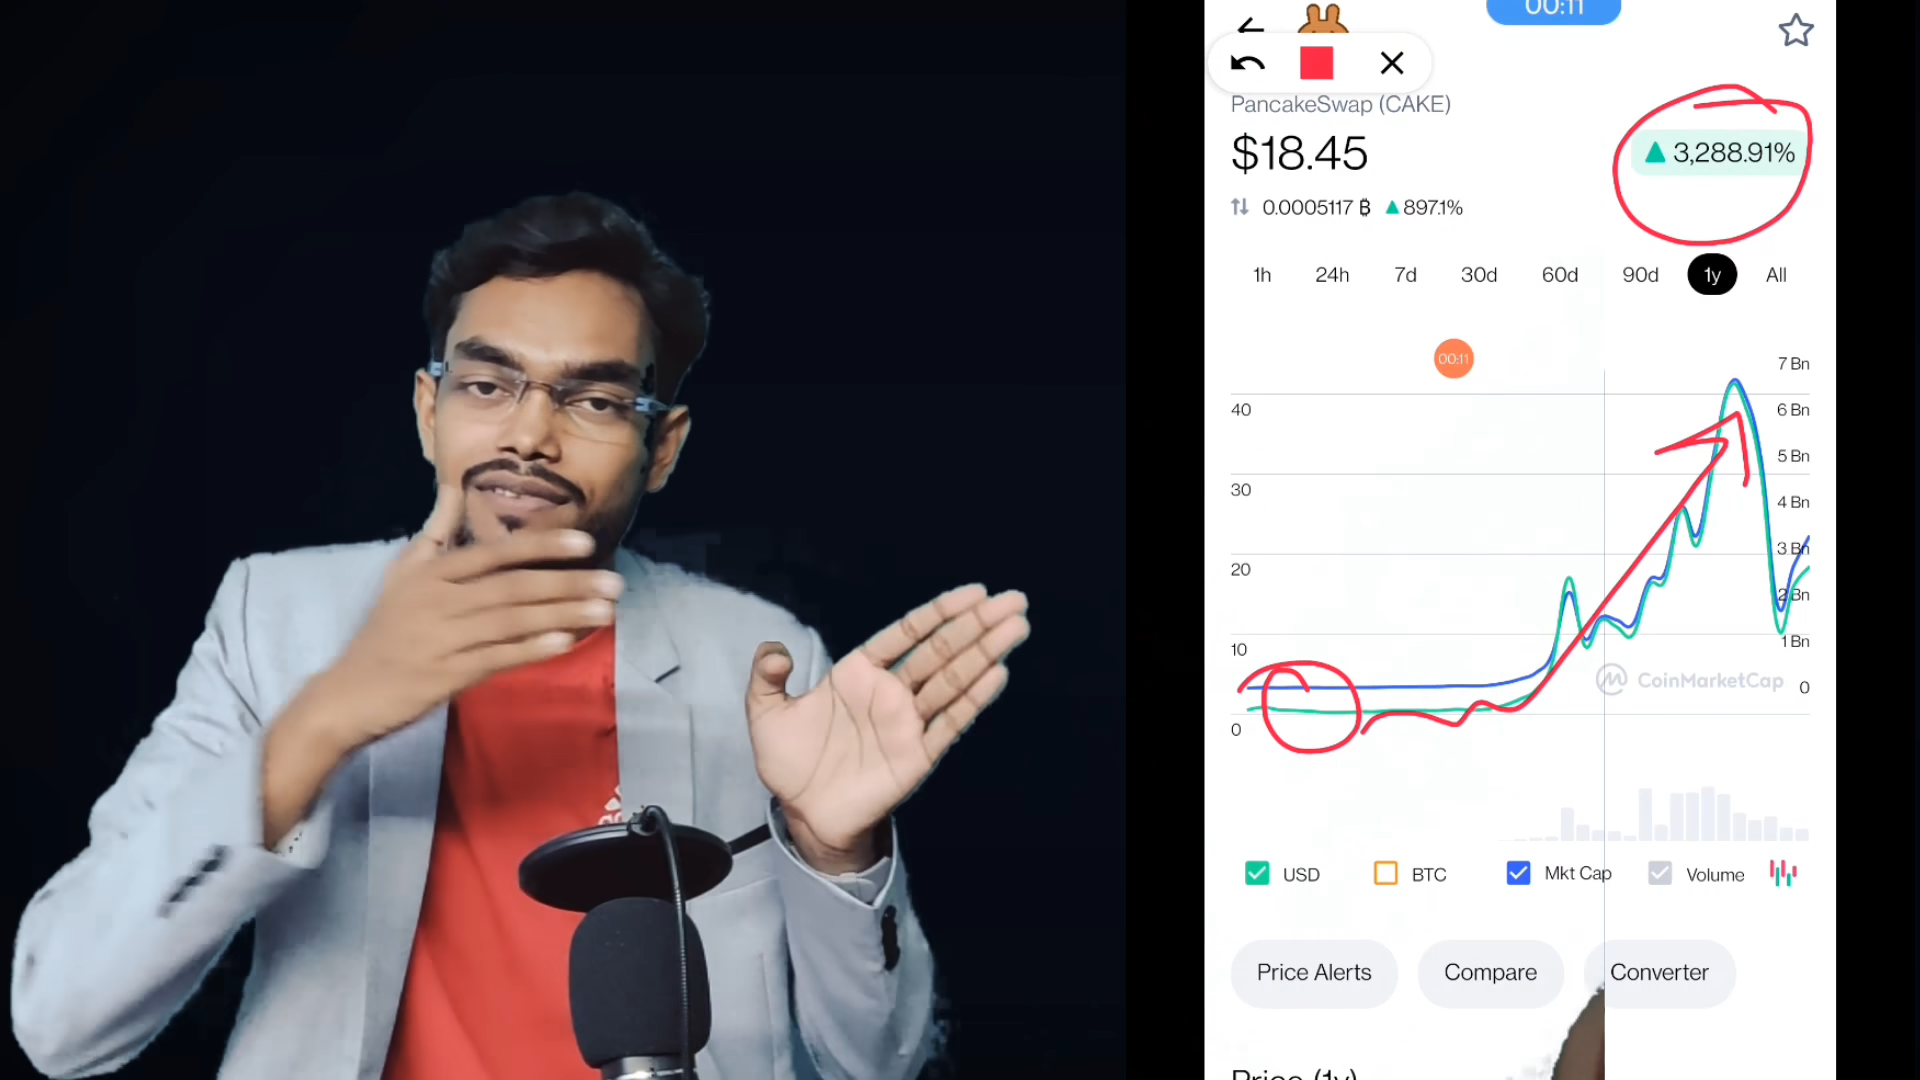 00:11
PancakeSwap (CAKE)
$18.45
3,288.91%
0.0005117 ₿ 897.1%
1h 24h 7d 30d 60d 90d 1y All
00:11
7 Bn
40
6 Bn
5 Bn
30
4 Bn
3 Bn
20
2 Bn
10
1 Bn
CoinMarketCap
0
0
USD BTC Mkt Cap Volume
Price Alerts Compare Converter
Price (1y)